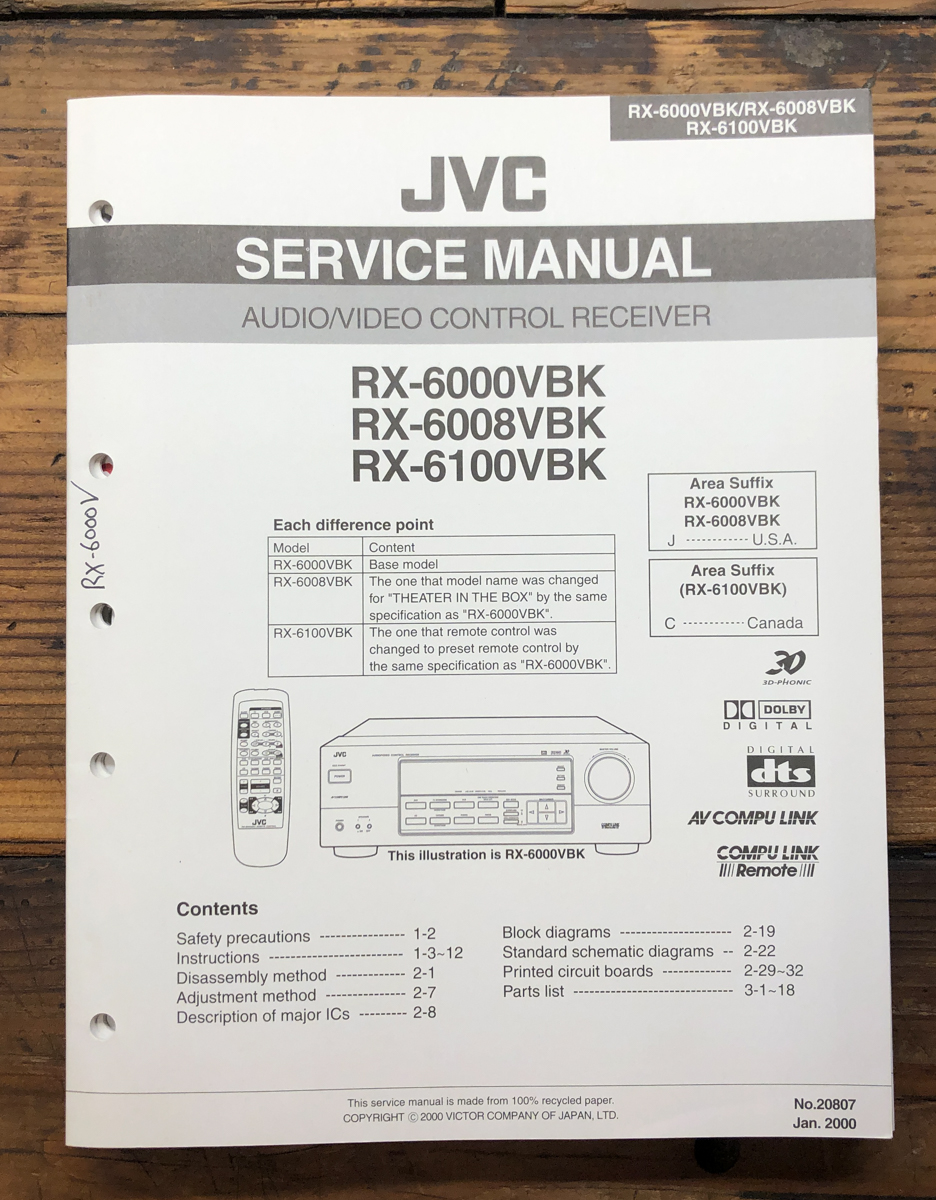 RX-6000VBK/RX-6008VBK
RX-6100VBK
JVC
SERVICE MANUAL
AUDIO/VIDEO CONTROL RECEIVER
RX-6000VBK
RX-6008VBK
RX-6100VBK
Area Suffix
RX-6000VBK
RX-6008VBK
J ------------ U.S.A.
Area Suffix
(RX-6100VBK)
C ----------- Canada
RX-6000V
Each difference point
Model Content
RX-6000VBK Base model
RX-6008VBK The one that model name was changed
for "THEATER IN THE BOX" by the same
specification as "RX-6000VBK".
RX-6100VBK The one that remote control was
changed to preset remote control by
the same specification as "RX-6000VBK".
3D-PHONIC
DOLBY
DIGITAL
DIGITAL
dts
SURROUND
AV COMPU LINK
COMPU LINK
Remote
JVC
POWER
JVC
This illustration is RX-6000VBK
Contents
Safety precautions ---------------- 1-2
Instructions ------------------------- 1-3~12
Disassembly method ------------- 2-1
Adjustment method --------------- 2-7
Description of major ICs --------- 2-8
Block diagrams --------------------- 2-19
Standard schematic diagrams -- 2-22
Printed circuit boards ------------- 2-29~32
Parts list ------------------------------ 3-1~18
This service manual is made from 100% recycled paper.
COPYRIGHT © 2000 VICTOR COMPANY OF JAPAN, LTD.
No.20807
Jan. 2000